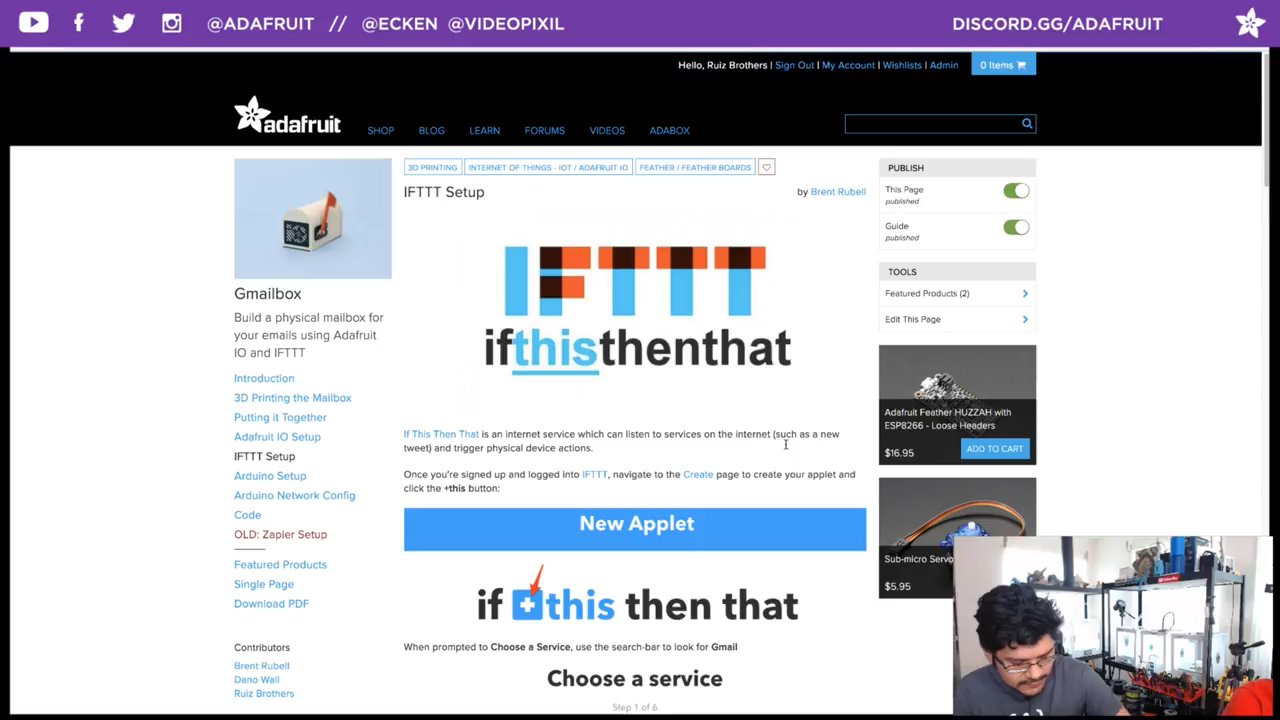 @ADAFRUIT // @ECKEN @VIDEOPIXIL
DISCORD.GG/ADAFRUIT
Hello, Ruiz Brothers | Sign Out | My Account | Wishlists | Admin
0 Items
adafruit
SHOP BLOG LEARN FORUMS VIDEOS ADABOX
3D PRINTING INTERNET OF THINGS - IOT / ADAFRUIT IO FEATHER / FEATHER BOARDS
IFTTT Setup
by Brent Rubell
IFTTT
ifthisthenthat
If This Then That is an internet service which can listen to services on the internet (such as a new
tweet) and trigger physical device actions.
Once you're signed up and logged into IFTTT, navigate to the Create page to create your applet and
click the +this button:
New Applet
if this then that
When prompted to Choose a Service, use the search-bar to look for Gmail
Choose a service
Step 1 of 6
Gmailbox
Build a physical mailbox for
your emails using Adafruit
IO and IFTTT
Introduction
3D Printing the Mailbox
Putting it Together
Adafruit IO Setup
IFTTT Setup
Arduino Setup
Arduino Network Config
Code
OLD: Zapier Setup
Featured Products
Single Page
Download PDF
Contributors
Brent Rubell
Dano Wall
Ruiz Brothers
PUBLISH
This Page
published
Guide
published
TOOLS
Featured Products (2)
Edit This Page
Adafruit Feather HUZZAH with
ESP8266 - Loose Headers
$16.95
ADD TO CART
Sub-micro Servo
$5.95